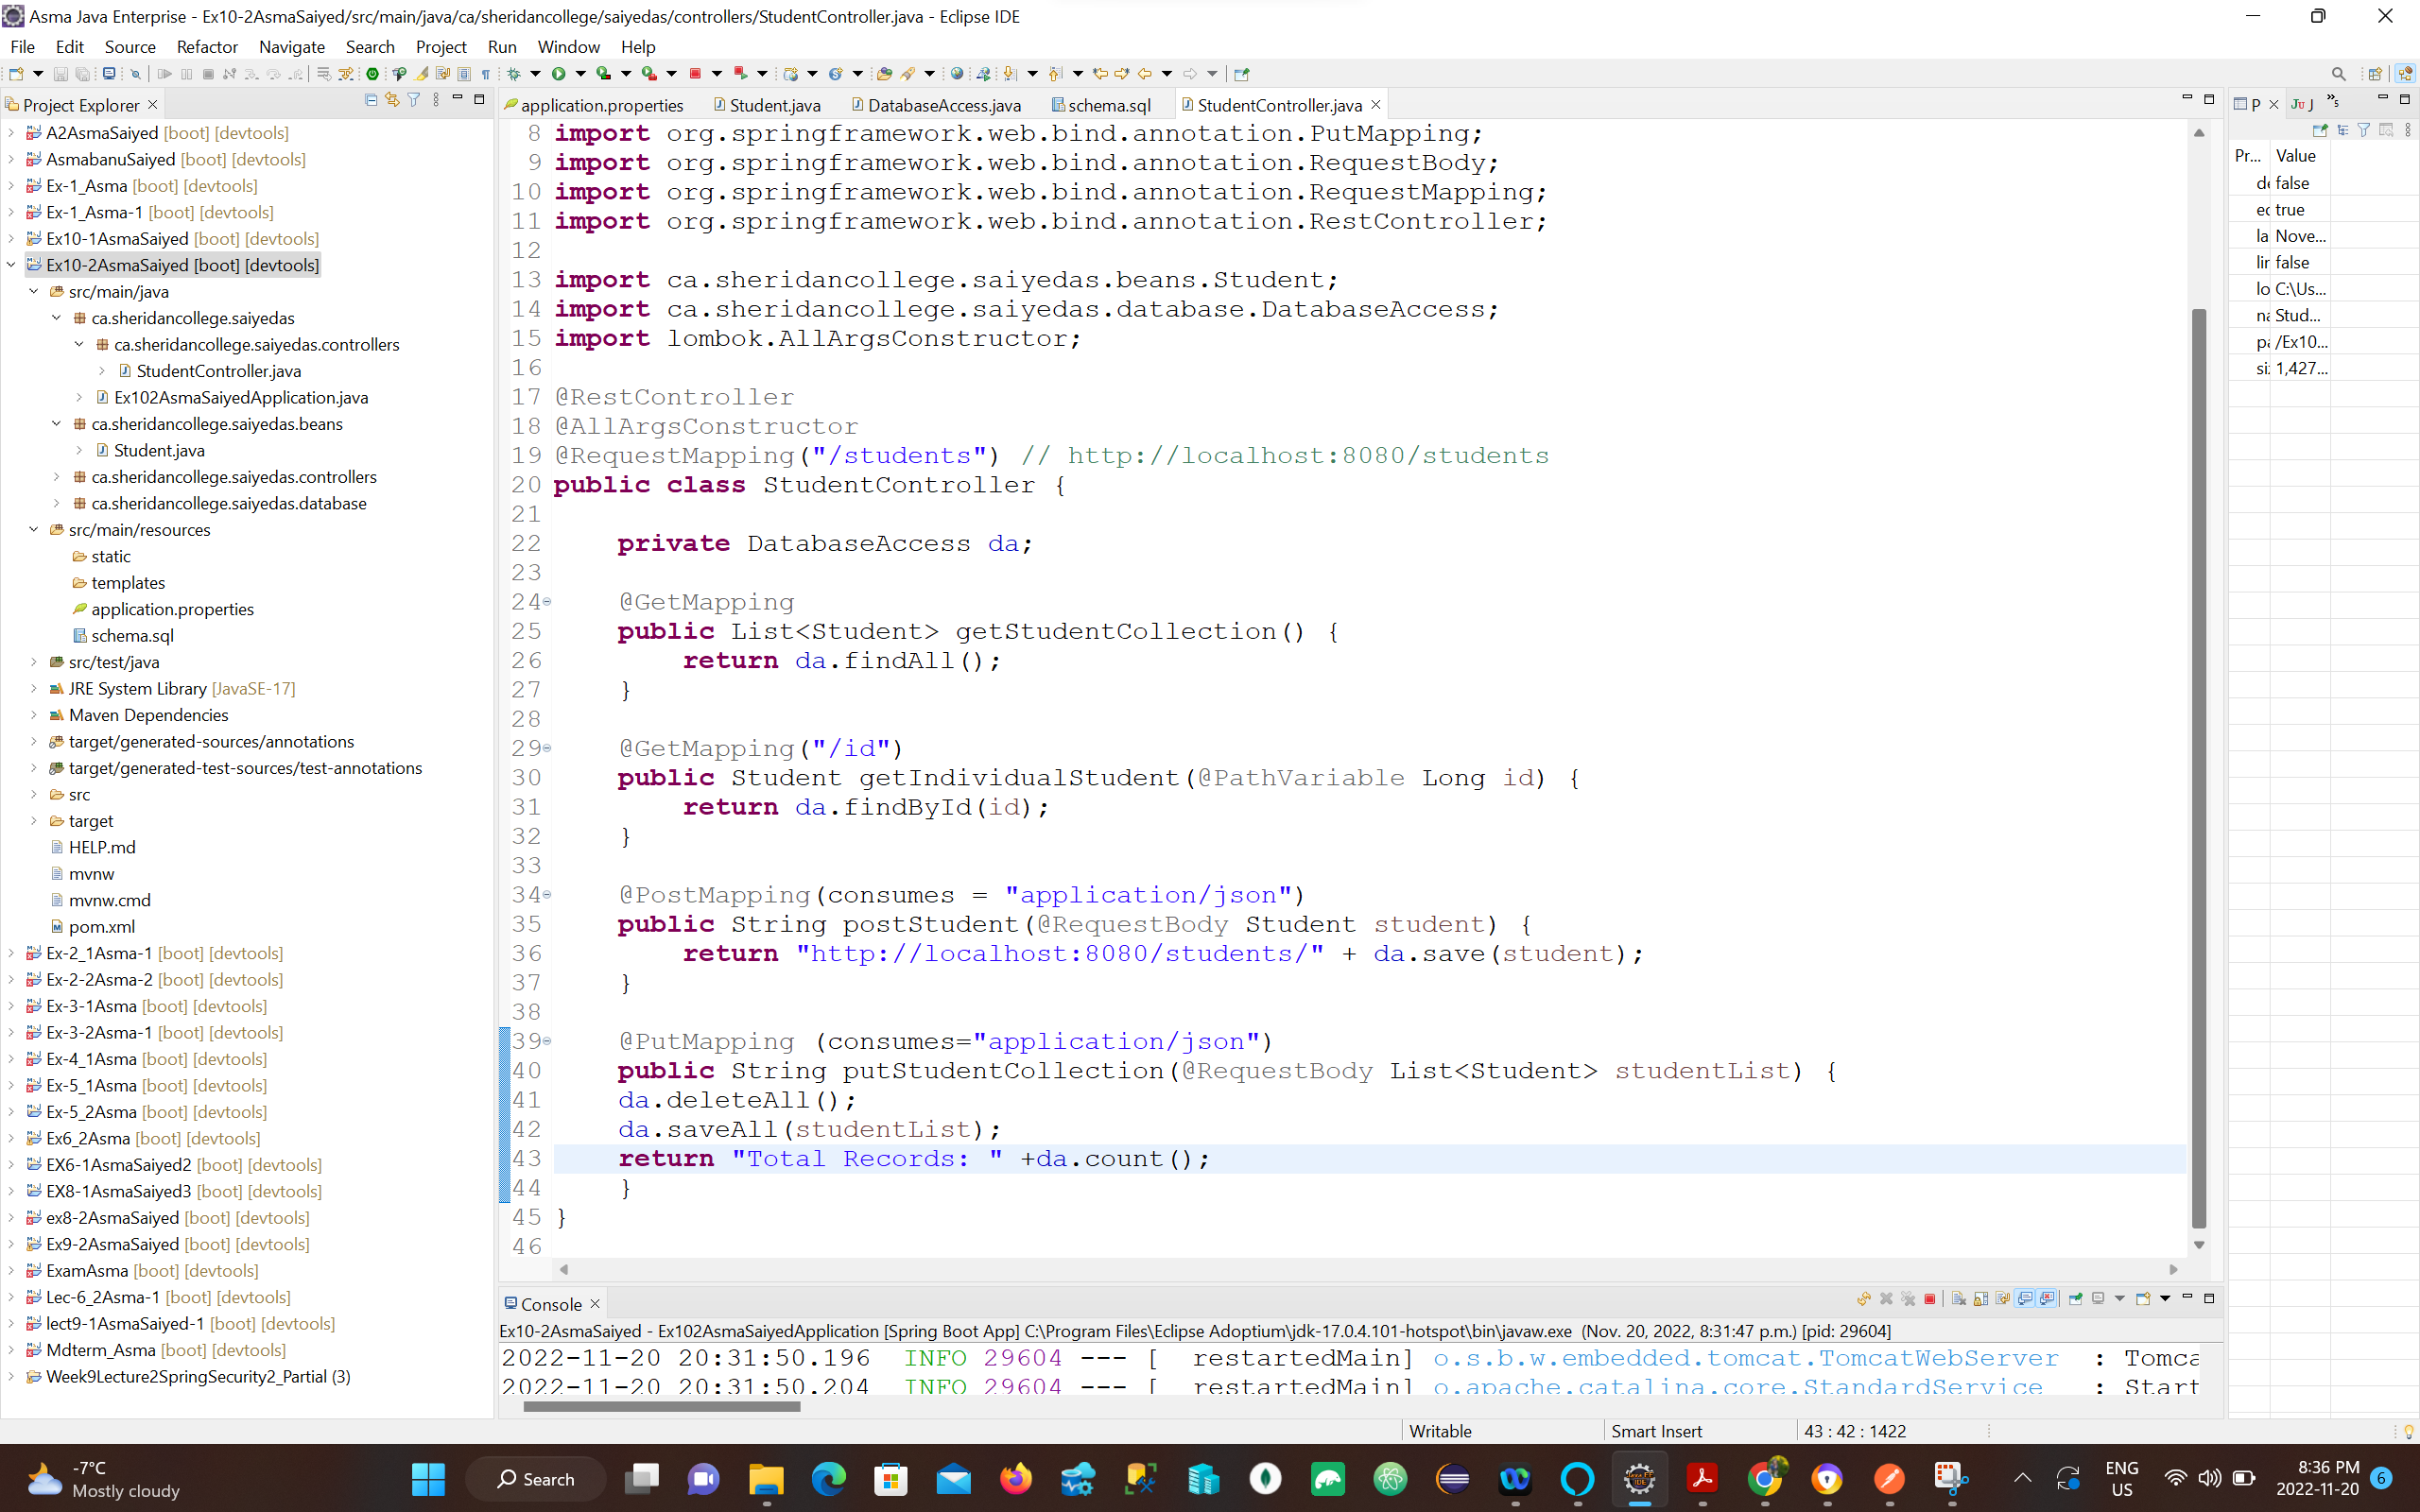 Asma Java Enterprise - Ex10-2AsmaSaiyed/src/main/java/ca/sheridancollege/saiyedas/controllers/StudentController.java - Eclipse IDE
File Edit Source Refactor Navigate Search Project Run Window Help
Project Explorer
A2AsmaSaiyed [boot] [devtools]
AsmabanuSaiyed [boot] [devtools]
Ex-1_Asma [boot] [devtools]
Ex-1_Asma-1 [boot] [devtools]
Ex10-1AsmaSaiyed [boot] [devtools]
Ex10-2AsmaSaiyed [boot] [devtools]
src/main/java
ca.sheridancollege.saiyedas
ca.sheridancollege.saiyedas.controllers
StudentController.java
Ex102AsmaSaiyedApplication.java
ca.sheridancollege.saiyedas.beans
Student.java
ca.sheridancollege.saiyedas.controllers
ca.sheridancollege.saiyedas.database
src/main/resources
static
templates
application.properties
schema.sql
src/test/java
JRE System Library [JavaSE-17]
Maven Dependencies
target/generated-sources/annotations
target/generated-test-sources/test-annotations
src
target
HELP.md
mvnw
mvnw.cmd
pom.xml
Ex-2_1Asma-1 [boot] [devtools]
Ex-2-2Asma-2 [boot] [devtools]
Ex-3-1Asma [boot] [devtools]
Ex-3-2Asma-1 [boot] [devtools]
Ex-4_1Asma [boot] [devtools]
Ex-5_1Asma [boot] [devtools]
Ex-5_2Asma [boot] [devtools]
Ex6_2Asma [boot] [devtools]
EX6-1AsmaSaiyed2 [boot] [devtools]
EX8-1AsmaSaiyed3 [boot] [devtools]
ex8-2AsmaSaiyed [boot] [devtools]
Ex9-2AsmaSaiyed [boot] [devtools]
ExamAsma [boot] [devtools]
Lec-6_2Asma-1 [boot] [devtools]
lect9-1AsmaSaiyed-1 [boot] [devtools]
Mdterm_Asma [boot] [devtools]
Week9Lecture2SpringSecurity2_Partial (3)
application.properties Student.java DatabaseAccess.java schema.sql StudentController.java
8 import org.springframework.web.bind.annotation.PutMapping;
9 import org.springframework.web.bind.annotation.RequestBody;
10 import org.springframework.web.bind.annotation.RequestMapping;
11 import org.springframework.web.bind.annotation.RestController;
12
13 import ca.sheridancollege.saiyedas.beans.Student;
14 import ca.sheridancollege.saiyedas.database.DatabaseAccess;
15 import lombok.AllArgsConstructor;
16
17 @RestController
18 @AllArgsConstructor
19 @RequestMapping("/students") // http://localhost:8080/students
20 public class StudentController {
21
22 private DatabaseAccess da;
23
24 @GetMapping
25 public List<Student> getStudentCollection() {
26 return da.findAll();
27 }
28
29 @GetMapping("/id")
30 public Student getIndividualStudent(@PathVariable Long id) {
31 return da.findById(id);
32 }
33
34 @PostMapping(consumes = "application/json")
35 public String postStudent(@RequestBody Student student) {
36 return "http://localhost:8080/students/" + da.save(student);
37 }
38
39 @PutMapping (consumes="application/json")
40 public String putStudentCollection(@RequestBody List<Student> studentList) {
41 da.deleteAll();
42 da.saveAll(studentList);
43 return "Total Records: " +da.count();
44 }
45 }
46
P Ju J 5
Pr... Value
de false
ed true
la Nove...
lir false
lo C:\Us...
na Stud...
pa /Ex10...
si: 1,427...
Console
Ex10-2AsmaSaiyed - Ex102AsmaSaiyedApplication [Spring Boot App] C:\Program Files\Eclipse Adoptium\jdk-17.0.4.101-hotspot\bin\javaw.exe (Nov. 20, 2022, 8:31:47 p.m.) [pid: 29604]
2022-11-20 20:31:50.196 INFO 29604 --- [ restartedMain] o.s.b.w.embedded.tomcat.TomcatWebServer : Tomca
2022-11-20 20:31:50.204 INFO 29604 --- [ restartedMain] o.apache.catalina.core.StandardService : Start
Writable Smart Insert 43 : 42 : 1422
-7°C
Mostly cloudy
Search
ENG
US
8:36 PM
2022-11-20
6